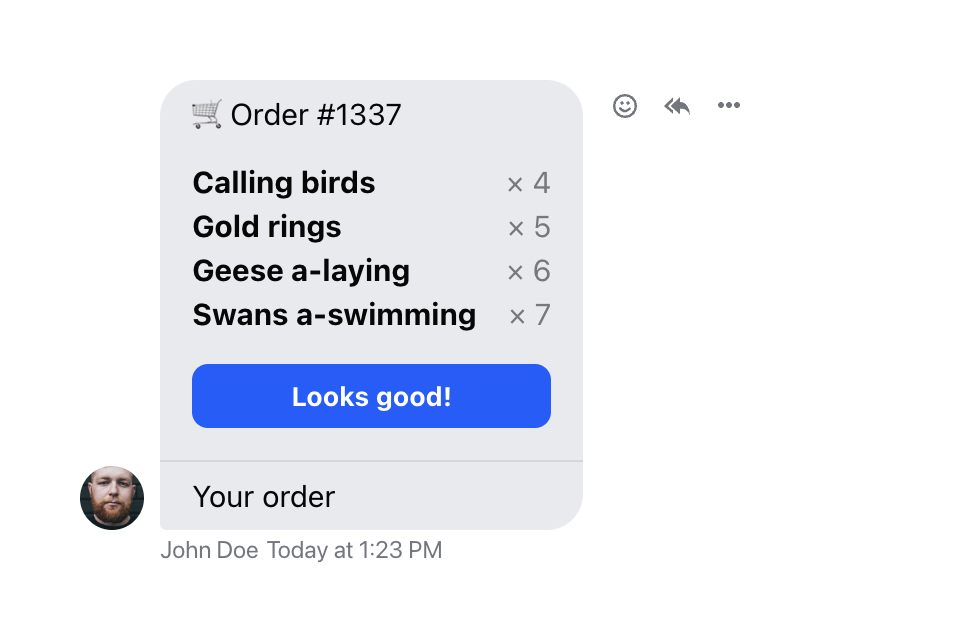 🛒 Order #1337
Calling birds × 4
Gold rings × 5
Geese a-laying × 6
Swans a-swimming × 7
Looks good!
Your order
John Doe Today at 1:23 PM